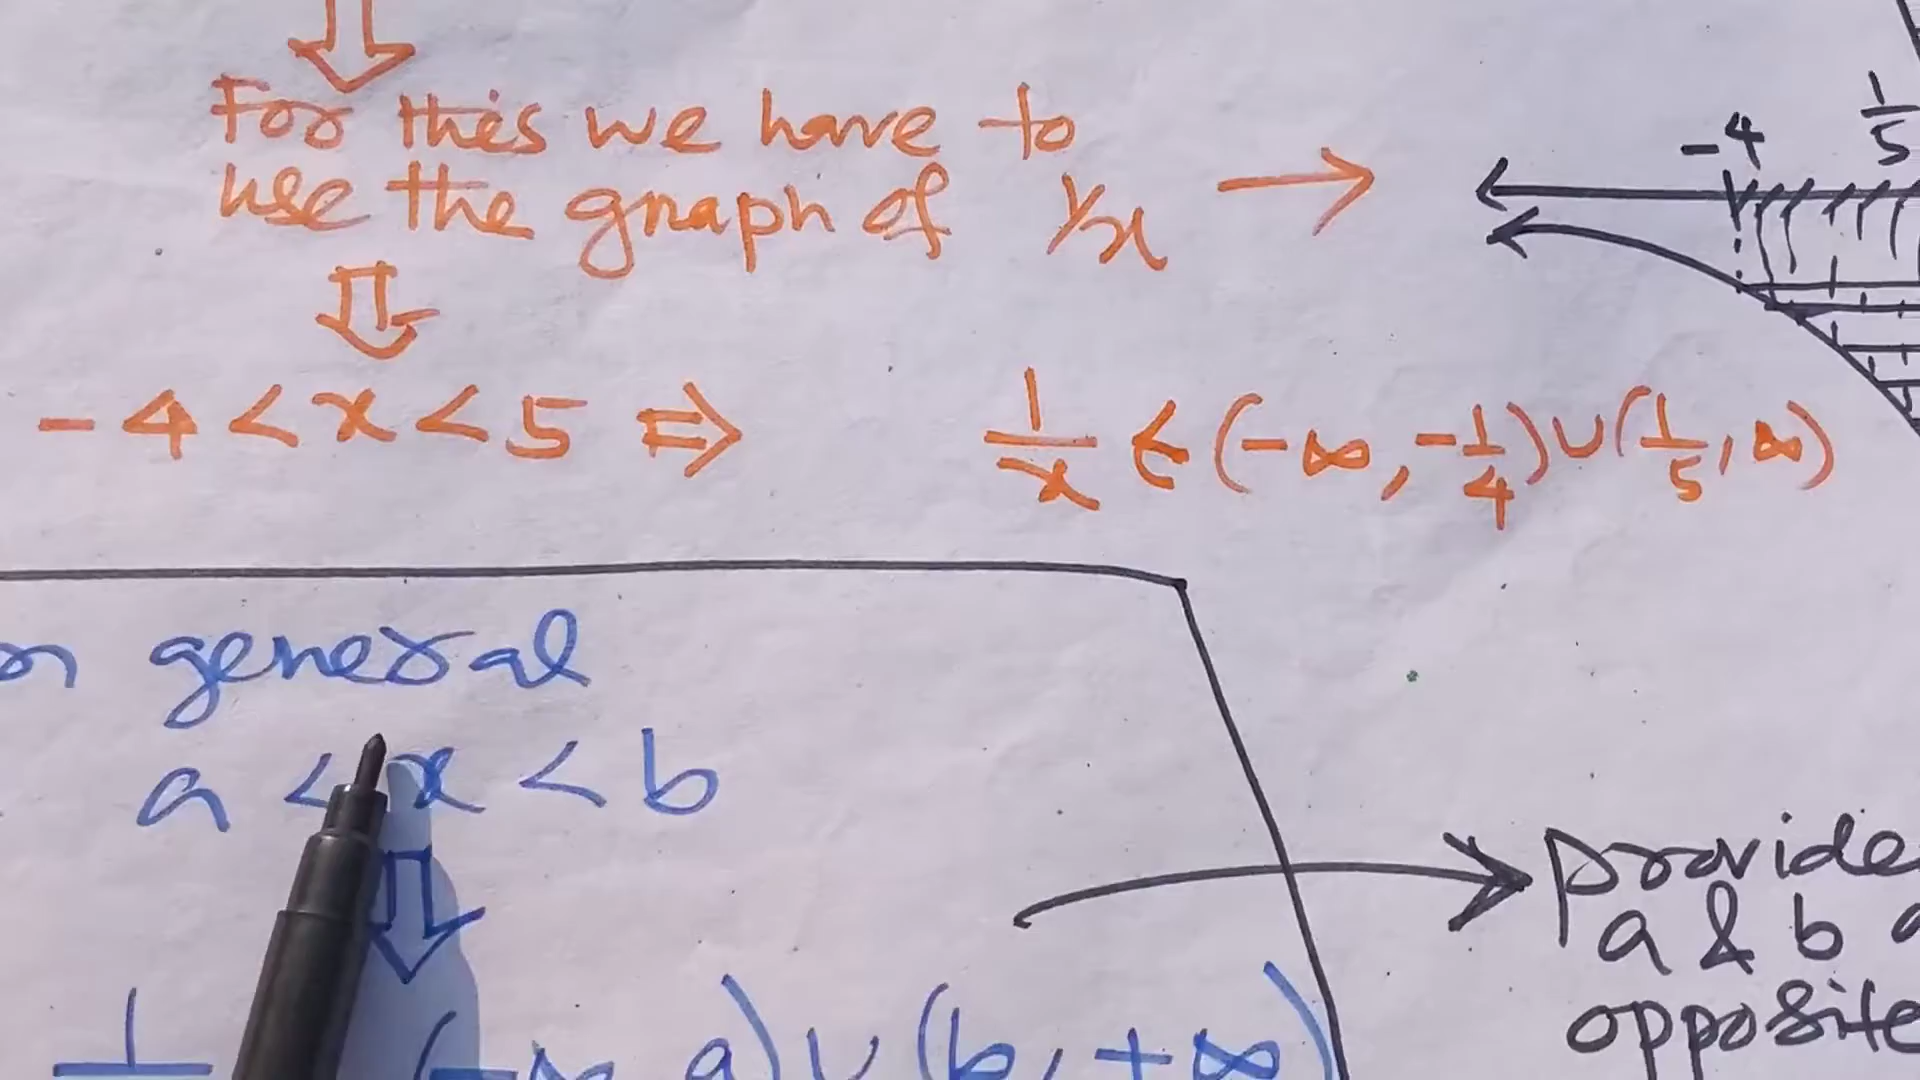 For this we have to
use the graph of 1/x
-4 < x < 5 ⇒ 1/x ∈ (-∞, -1/4) ∪ (1/5, ∞)
-4 1/5
general
a < x < b
provide
a & b
opposite
1 (-∞, a) ∪ (b, +∞)